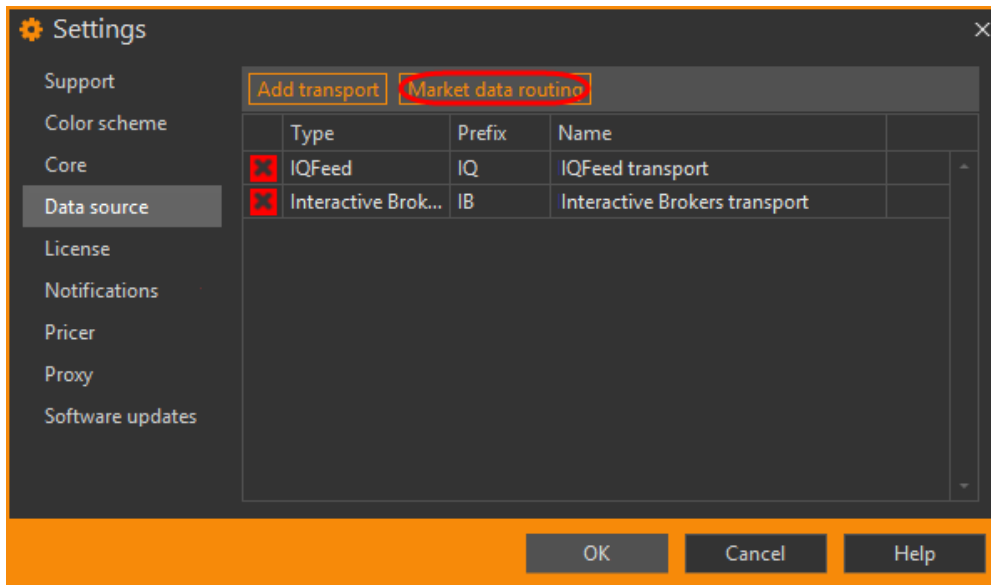 Settings
Support
Color scheme
Core
Data source
License
Notifications
Pricer
Proxy
Software updates
Add transport Market data routing
Type Prefix Name
IQFeed IQ IQFeed transport
Interactive Brok... IB Interactive Brokers transport
OK Cancel Help